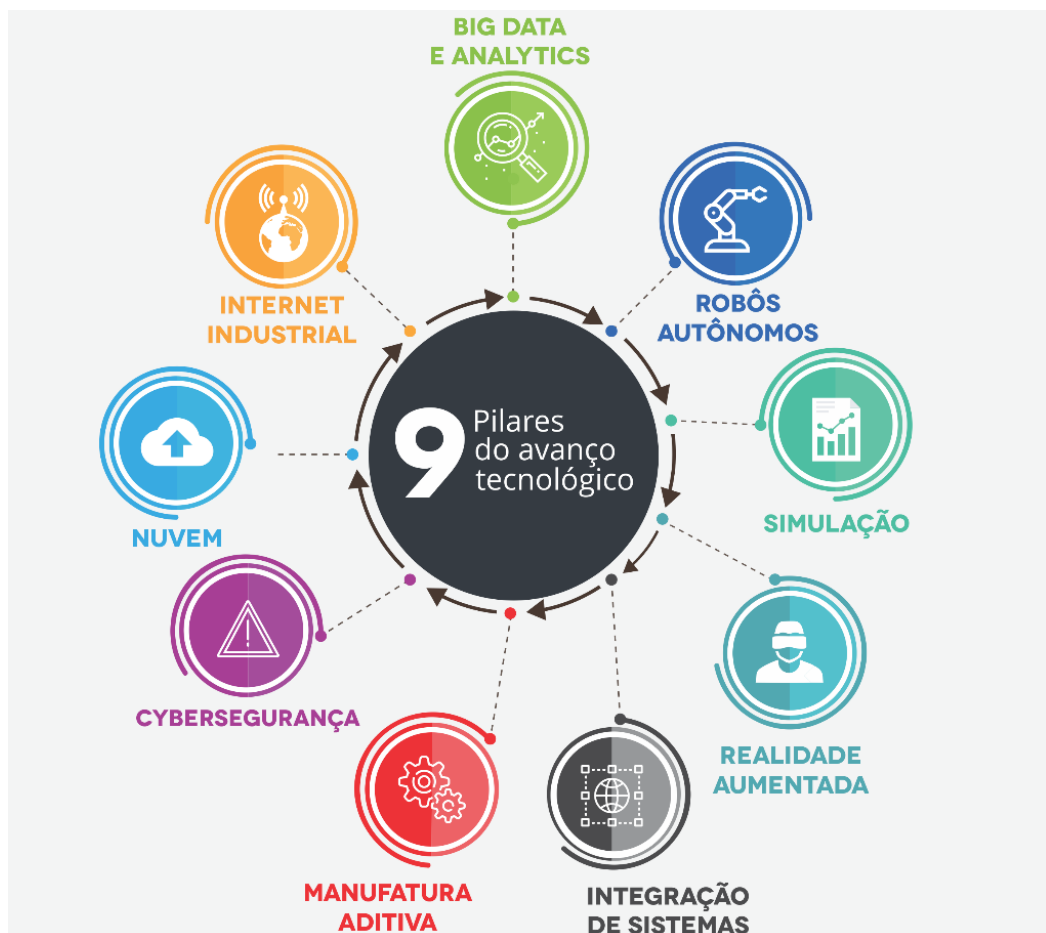 BIG DATA
E ANALYTICS
ROBÔS
AUTÔNOMOS
SIMULAÇÃO
REALIDADE
AUMENTADA
INTEGRAÇÃO
DE SISTEMAS
MANUFATURA
ADITIVA
CYBERSEGURANÇA
NUVEM
INTERNET
INDUSTRIAL
9 Pilares
do avanço
tecnológico